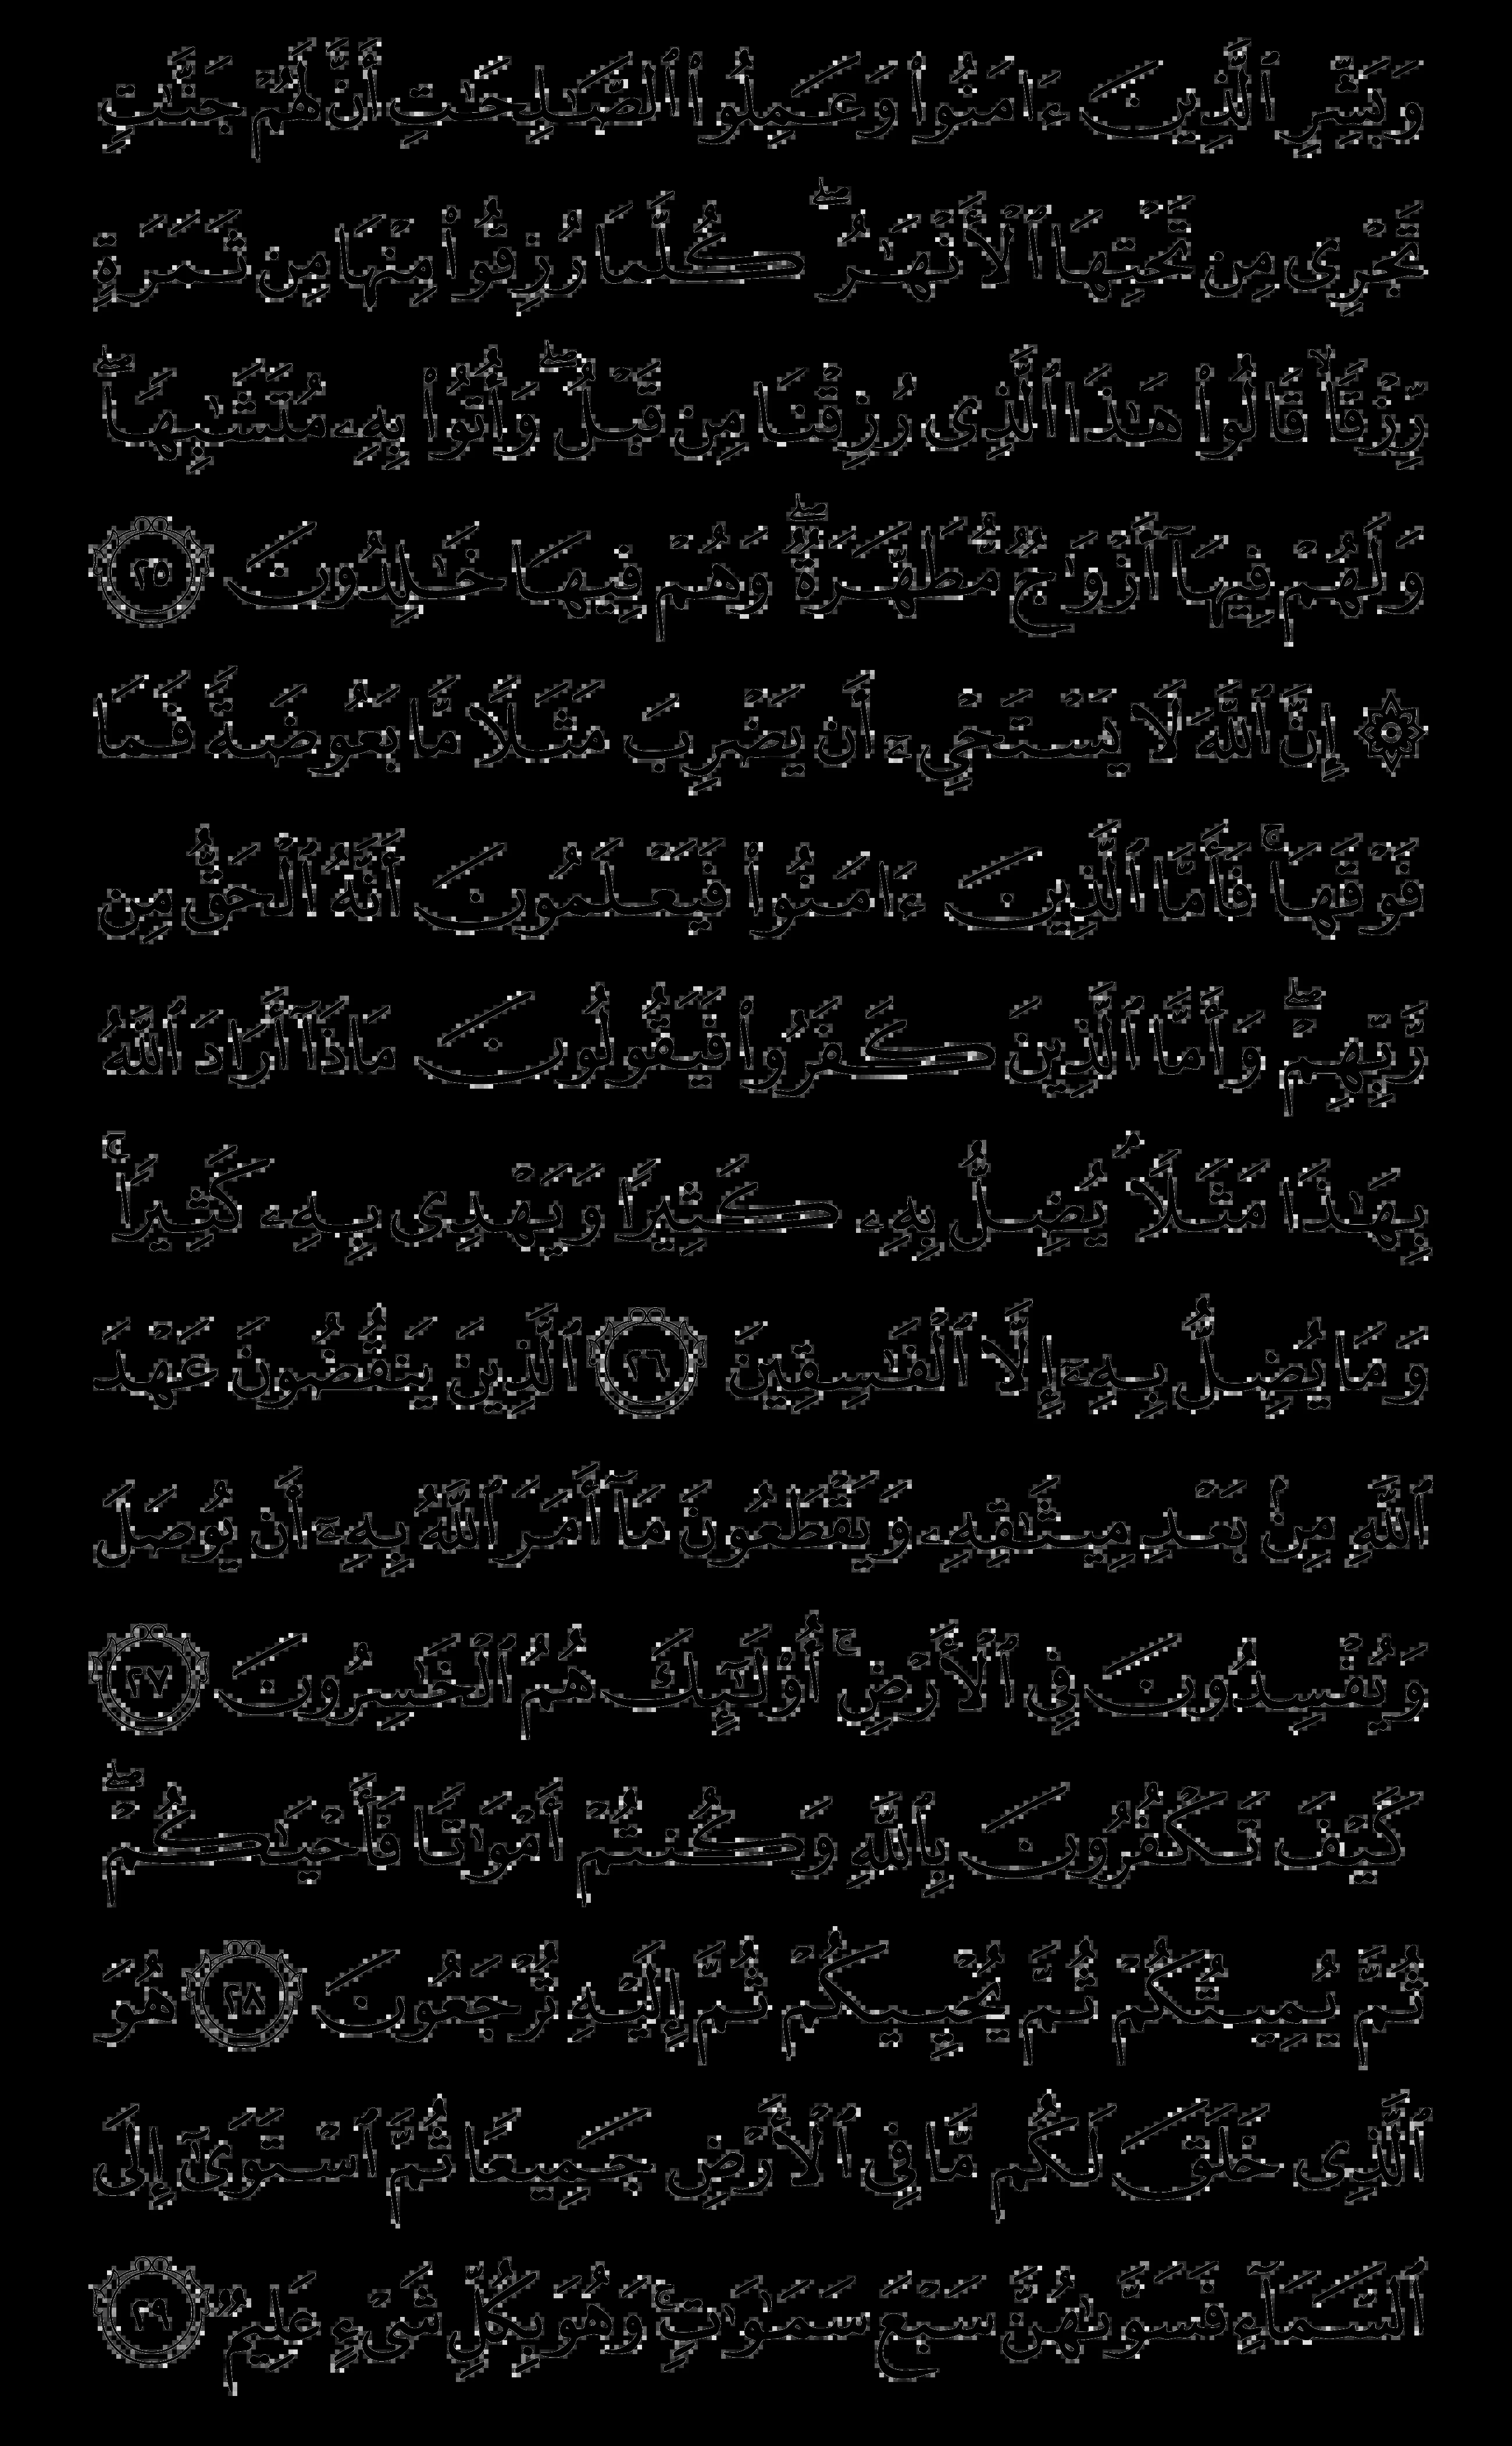 وَبَشِّرِ ٱلَّذِينَ ءَامَنُوا۟ وَعَمِلُوا۟ ٱلصَّـٰلِحَـٰتِ أَنَّ لَهُمْ جَنَّـٰتٍ
تَجْرِى مِن تَحْتِهَا ٱلْأَنْهَـٰرُ ۖ كُلَّمَا رُزِقُوا۟ مِنْهَا مِن ثَمَرَةٍ
رِّزْقًا ۙ قَالُوا۟ هَـٰذَا ٱلَّذِى رُزِقْنَا مِن قَبْلُ ۖ وَأُتُوا۟ بِهِۦ مُتَشَـٰبِهًا ۖ
وَلَهُمْ فِيهَآ أَزْوَٰجٌ مُّطَهَّرَةٌ ۖ وَهُمْ فِيهَا خَـٰلِدُونَ ٢٥
۞ إِنَّ ٱللَّهَ لَا يَسْتَحْىِۦٓ أَن يَضْرِبَ مَثَلًا مَّا بَعُوضَةً فَمَا
فَوْقَهَا ۚ فَأَمَّا ٱلَّذِينَ ءَامَنُوا۟ فَيَعْلَمُونَ أَنَّهُ ٱلْحَقُّ مِن
رَّبِّهِمْ ۖ وَأَمَّا ٱلَّذِينَ كَفَرُوا۟ فَيَقُولُونَ مَاذَآ أَرَادَ ٱللَّهُ
بِهَـٰذَا مَثَلًا ۘ يُضِلُّ بِهِۦ كَثِيرًا وَيَهْدِى بِهِۦ كَثِيرًا ۚ
وَمَا يُضِلُّ بِهِۦٓ إِلَّا ٱلْفَـٰسِقِينَ ٢٦ ٱلَّذِينَ يَنقُضُونَ عَهْدَ
ٱللَّهِ مِنۢ بَعْدِ مِيثَـٰقِهِۦ وَيَقْطَعُونَ مَآ أَمَرَ ٱللَّهُ بِهِۦٓ أَن يُوصَلَ
وَيُفْسِدُونَ فِى ٱلْأَرْضِ ۚ أُو۟لَـٰٓئِكَ هُمُ ٱلْخَـٰسِرُونَ ٢٧
كَيْفَ تَكْفُرُونَ بِٱللَّهِ وَكُنتُمْ أَمْوَٰتًا فَأَحْيَـٰكُمْ ۖ
ثُمَّ يُمِيتُكُمْ ثُمَّ يُحْيِيكُمْ ثُمَّ إِلَيْهِ تُرْجَعُونَ ٢٨ هُوَ
ٱلَّذِى خَلَقَ لَكُم مَّا فِى ٱلْأَرْضِ جَمِيعًا ثُمَّ ٱسْتَوَىٰٓ إِلَى
ٱلسَّمَآءِ فَسَوَّىٰهُنَّ سَبْعَ سَمَـٰوَٰتٍ ۚ وَهُوَ بِكُلِّ شَىْءٍ عَلِيمٌ ٢٩